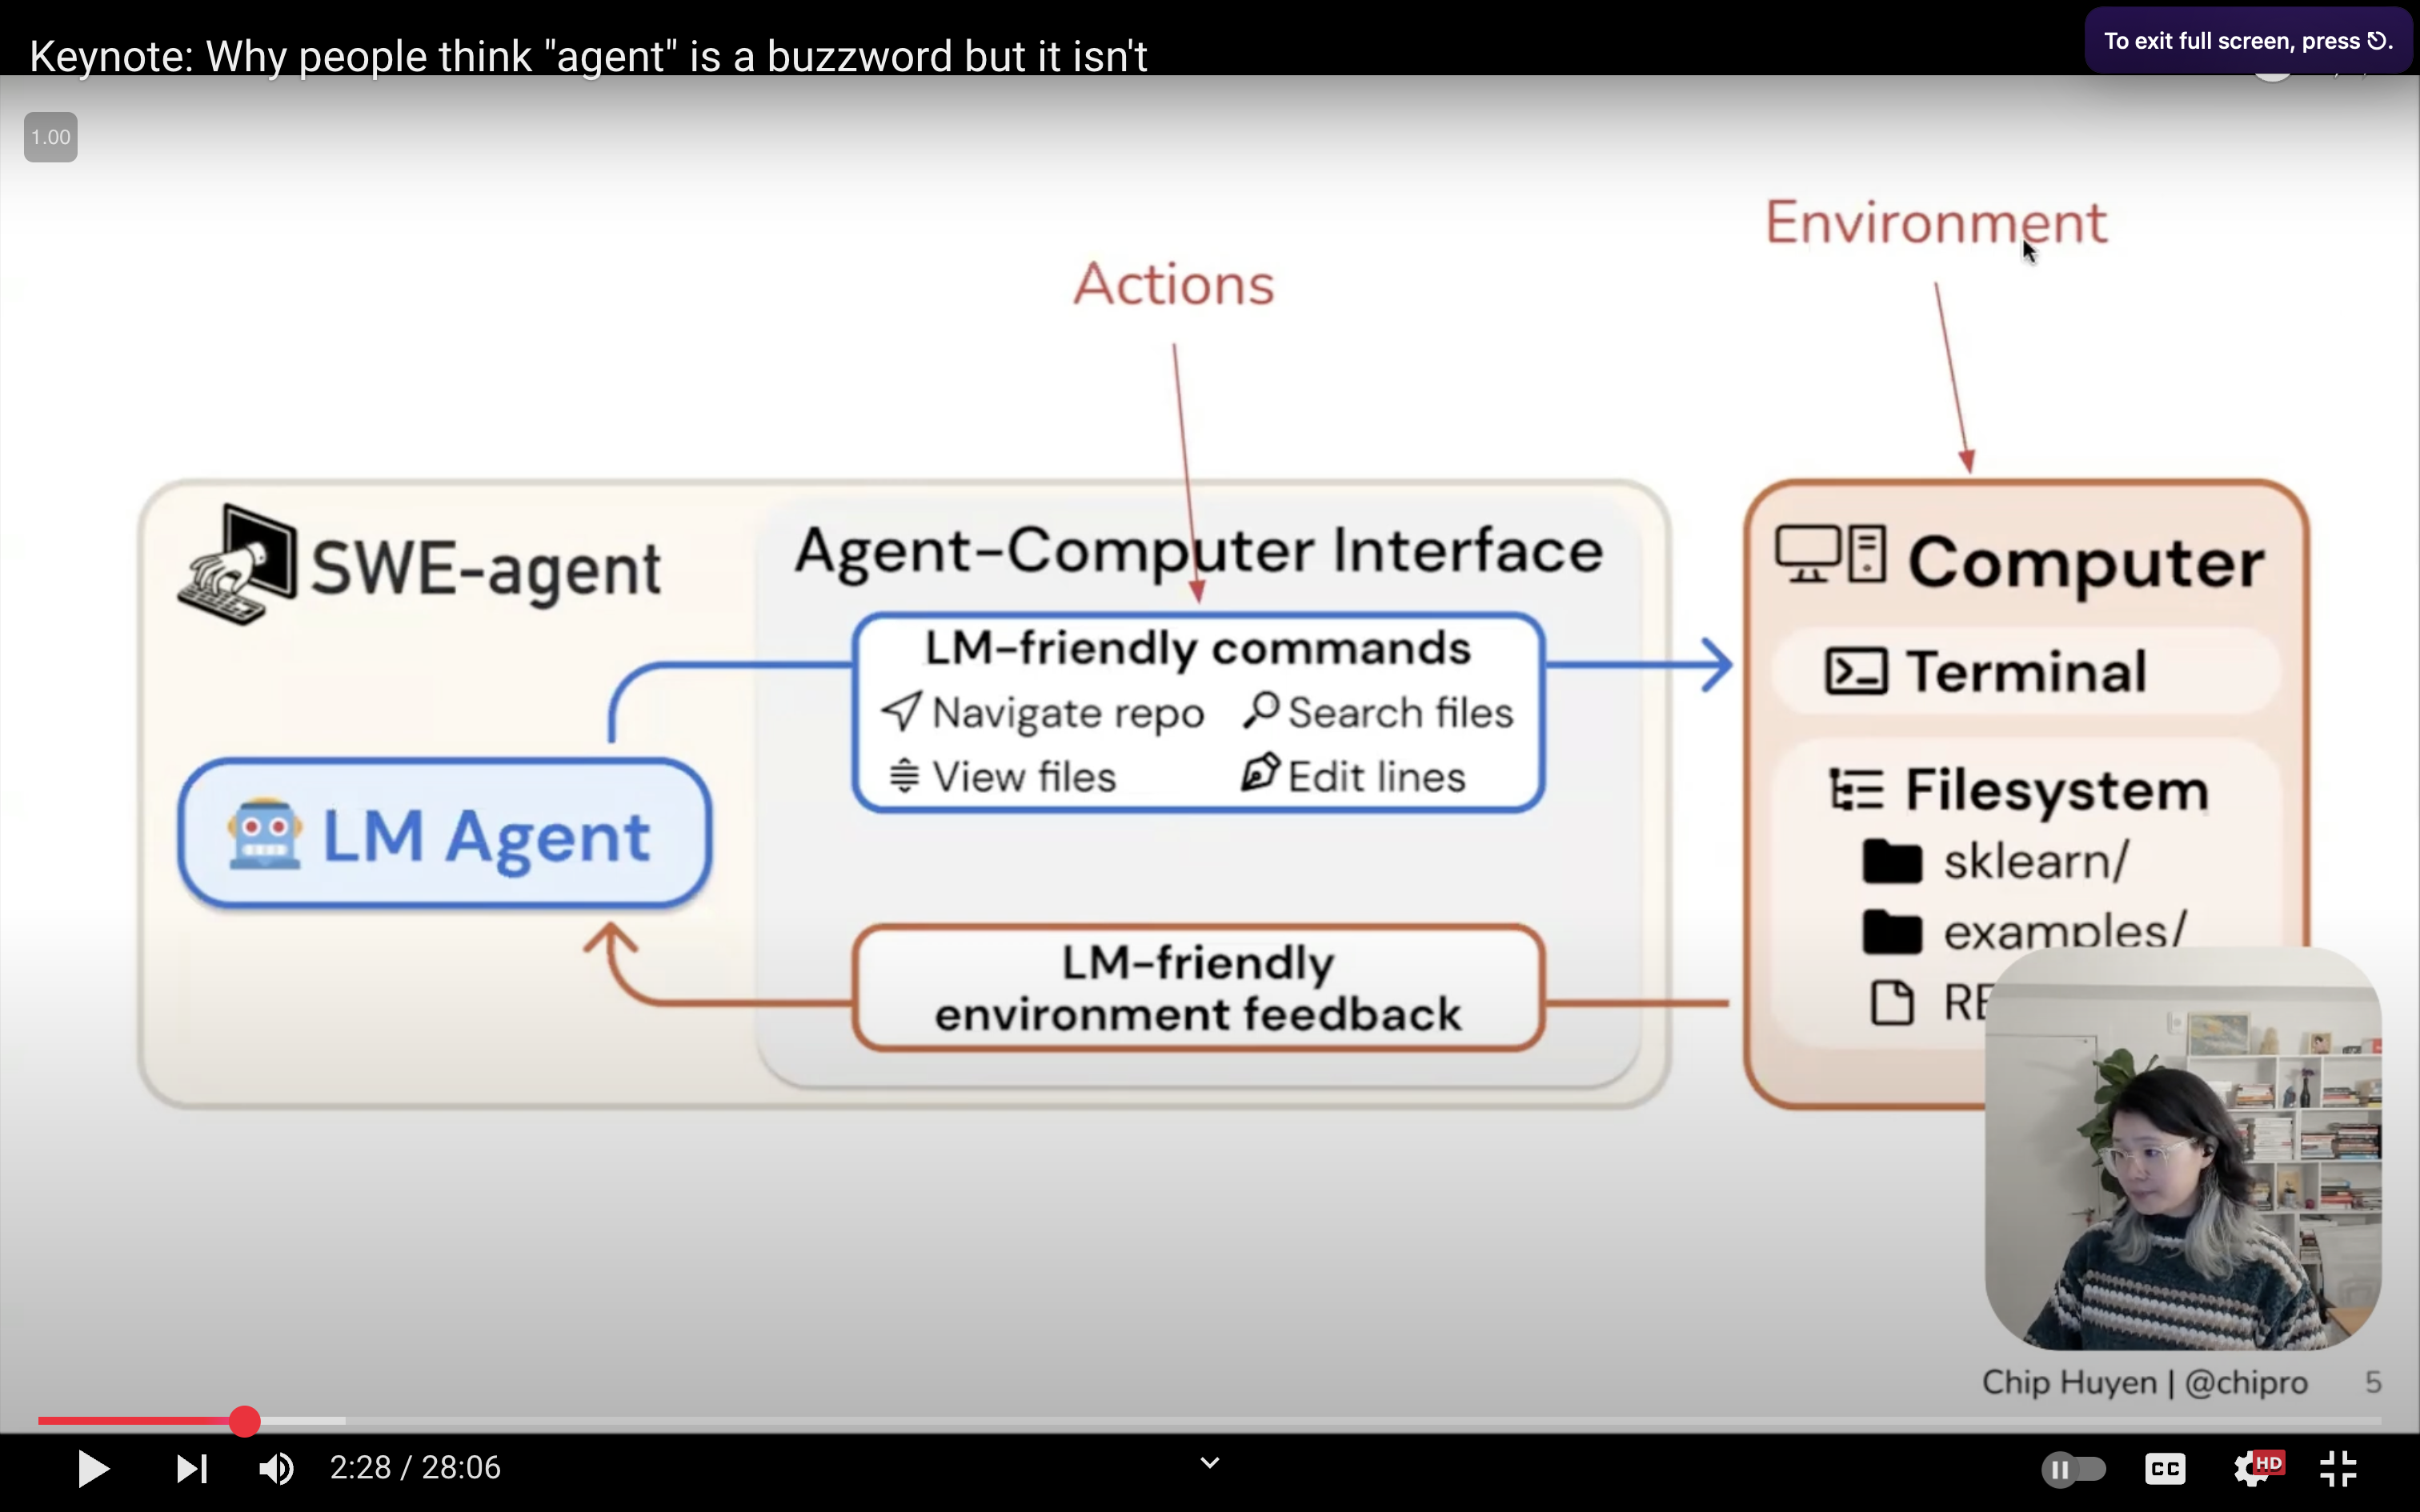 Keynote: Why people think "agent" is a buzzword but it isn't
To exit full screen, press
1.00
Environment
Actions
SWE-agent
Agent-Computer Interface
LM-friendly commands
Navigate repo
Search files
View files
Edit lines
LM Agent
LM-friendly
environment feedback
Computer
Terminal
Filesystem
sklearn/
examples/
Chip Huyen | @chipro 5
2:28 / 28:06
CC
HD